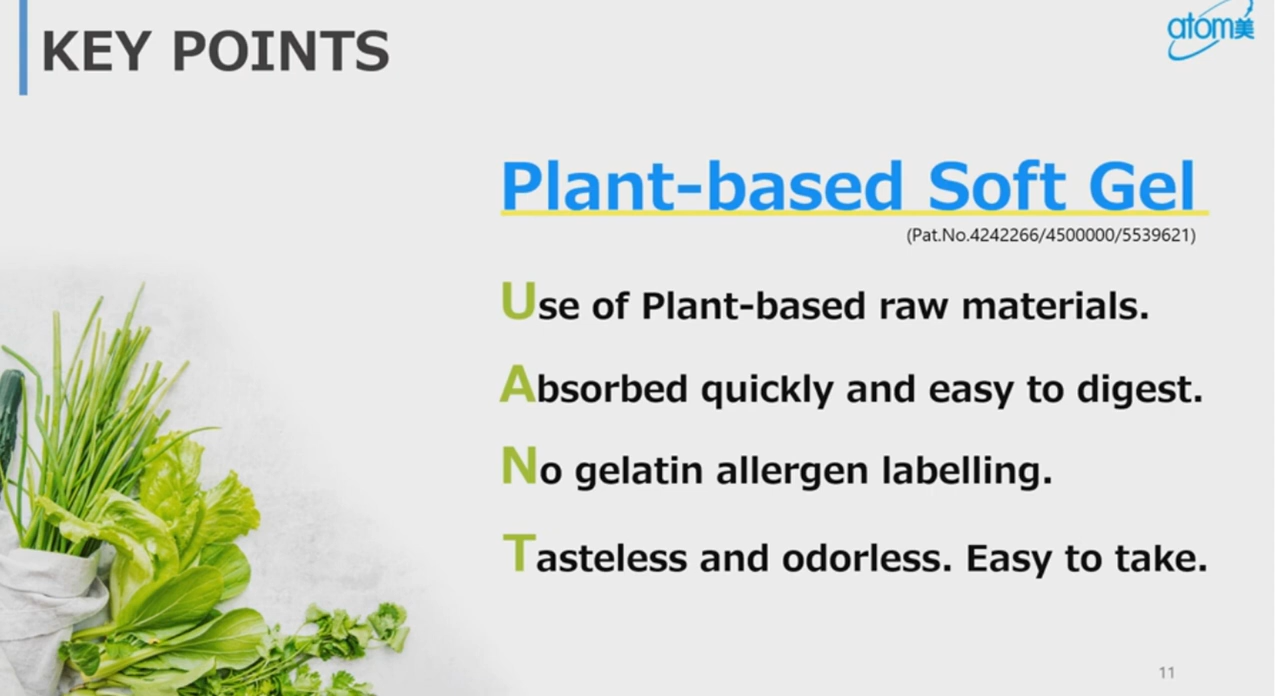 KEY POINTS
atom美
Plant-based Soft Gel
(Pat.No.4242266/4500000/5539621)
Use of Plant-based raw materials.
Absorbed quickly and easy to digest.
No gelatin allergen labelling.
Tasteless and odorless. Easy to take.
11